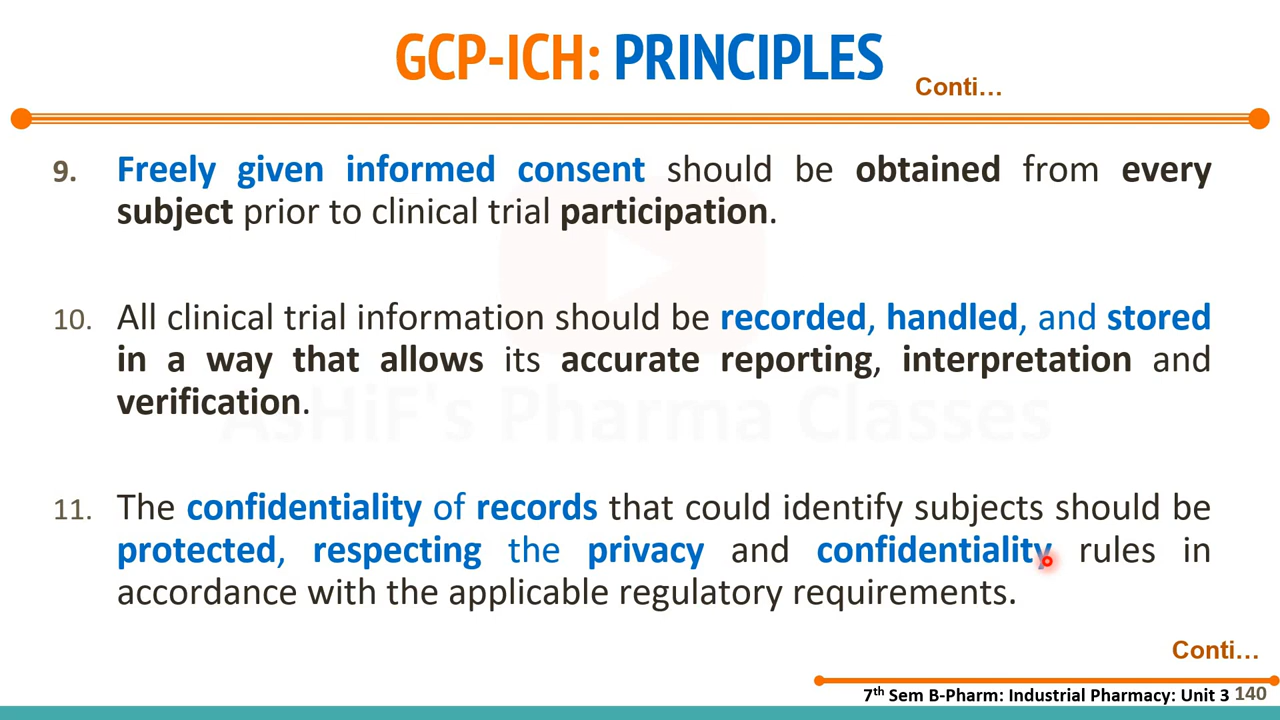 GCP-ICH: PRINCIPLES
Conti…
9. Freely given informed consent should be obtained from every
subject prior to clinical trial participation.
10. All clinical trial information should be recorded, handled, and stored
in a way that allows its accurate reporting, interpretation and
verification.
AsHiF's Pharma Classes
11. The confidentiality of records that could identify subjects should be
protected, respecting the privacy and confidentiality rules in
accordance with the applicable regulatory requirements.
Conti…
7th Sem B-Pharm: Industrial Pharmacy: Unit 3 140